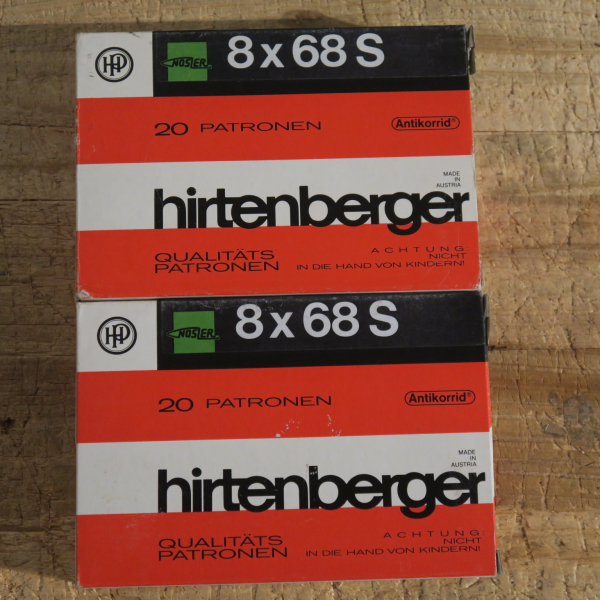 HP
NOSLER
8 x 68 S
20 PATRONEN
Antikorrid®
MADE
IN
AUSTRIA
hirtenberger
QUALITÄTS
PATRONEN
ACHTUNG
NICHT
IN DIE HAND VON KINDERN!
HP
NOSLER
8 x 68 S
20 PATRONEN
Antikorrid®
MADE
IN
AUSTRIA
hirtenberger
QUALITÄTS
PATRONEN
ACHTUNG
NICHT
IN DIE HAND VON KINDERN!